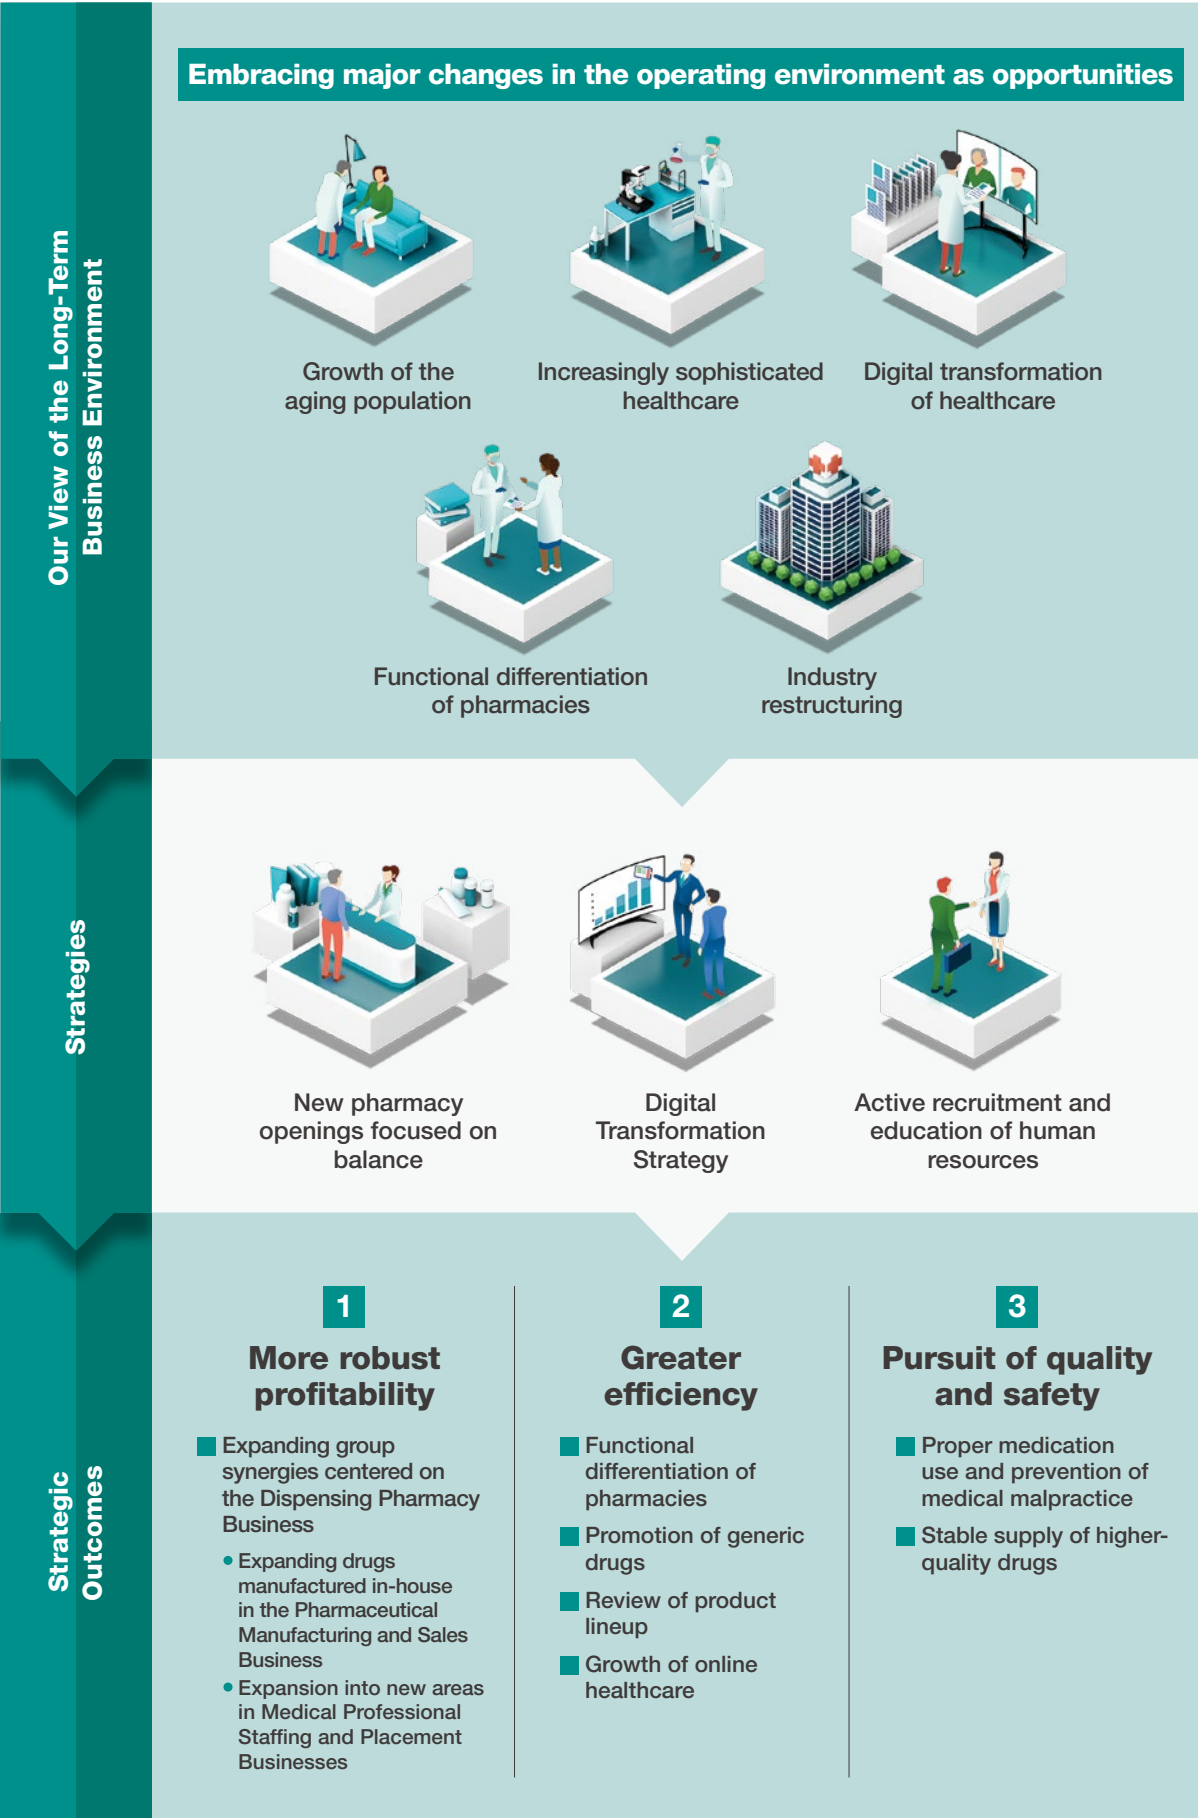 Embracing major changes in the operating environment as opportunities
Our View of the Long-Term
Business Environment
Growth of the
aging population
Increasingly sophisticated
healthcare
Digital transformation
of healthcare
Functional differentiation
of pharmacies
Industry
restructuring
Strategies
New pharmacy
openings focused on
balance
Digital
Transformation
Strategy
Active recruitment and
education of human
resources
Strategic
Outcomes
1
More robust
profitability
Expanding group
synergies centered on
the Dispensing Pharmacy
Business
Expanding drugs
manufactured in-house
in the Pharmaceutical
Manufacturing and Sales
Business
Expansion into new areas
in Medical Professional
Staffing and Placement
Businesses
2
Greater
efficiency
Functional
differentiation of
pharmacies
Promotion of generic
drugs
Review of product
lineup
Growth of online
healthcare
3
Pursuit of quality
and safety
Proper medication
use and prevention of
medical malpractice
Stable supply of higher-
quality drugs